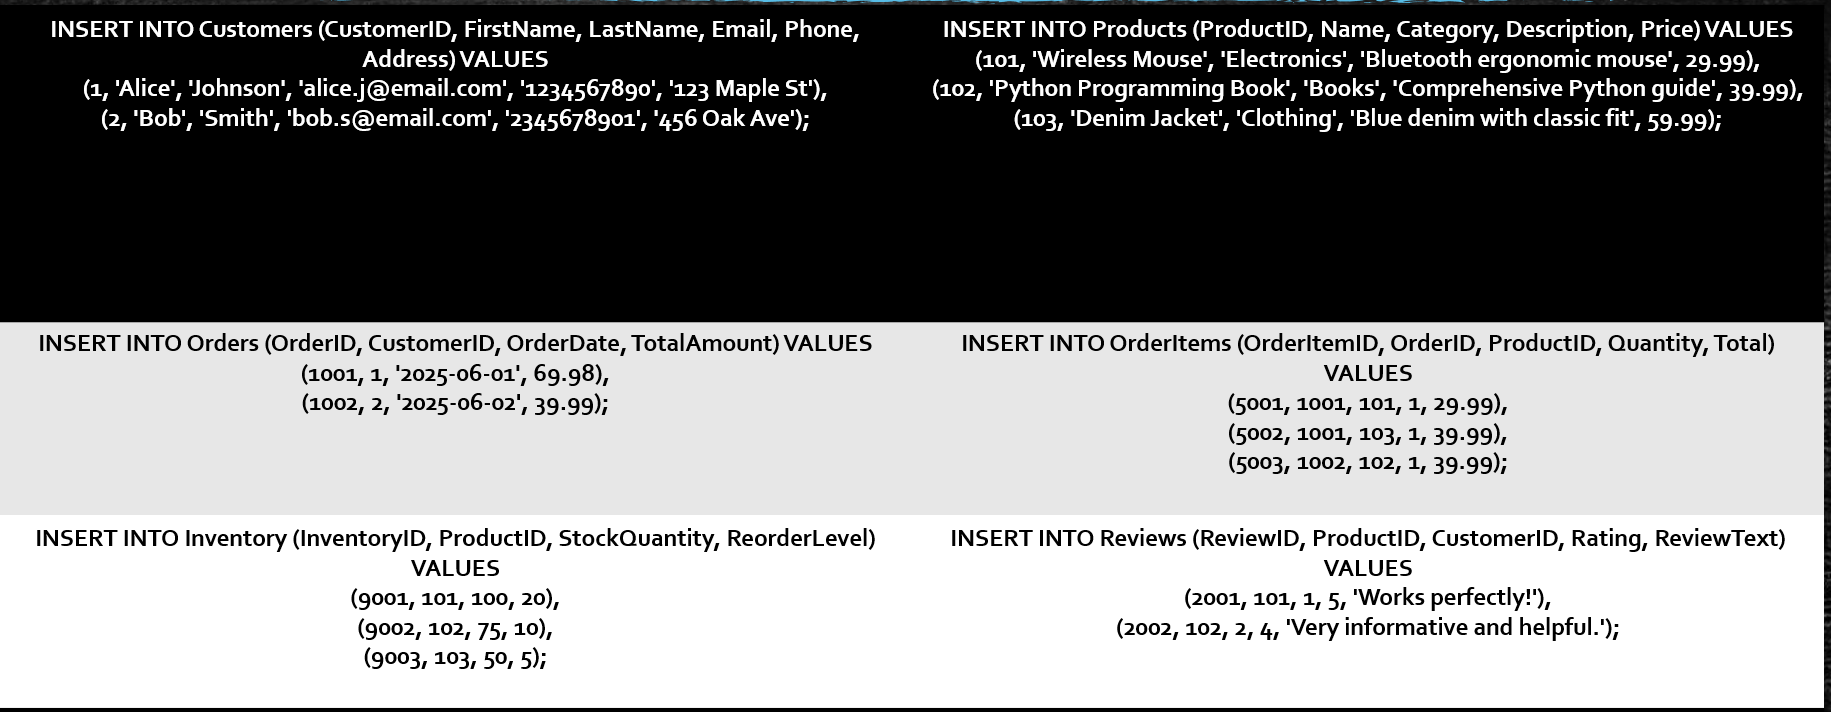 INSERT INTO Customers (CustomerID, FirstName, LastName, Email, Phone,
Address) VALUES
(1, 'Alice', 'Johnson', 'alice.j@email.com', '1234567890', '123 Maple St'),
(2, 'Bob', 'Smith', 'bob.s@email.com', '2345678901', '456 Oak Ave');
INSERT INTO Products (ProductID, Name, Category, Description, Price) VALUES
(101, 'Wireless Mouse', 'Electronics', 'Bluetooth ergonomic mouse', 29.99),
(102, 'Python Programming Book', 'Books', 'Comprehensive Python guide', 39.99),
(103, 'Denim Jacket', 'Clothing', 'Blue denim with classic fit', 59.99);
INSERT INTO Orders (OrderID, CustomerID, OrderDate, TotalAmount) VALUES
(1001, 1, '2025-06-01', 69.98),
(1002, 2, '2025-06-02', 39.99);
INSERT INTO OrderItems (OrderItemID, OrderID, ProductID, Quantity, Total)
VALUES
(5001, 1001, 101, 1, 29.99),
(5002, 1001, 103, 1, 39.99),
(5003, 1002, 102, 1, 39.99);
INSERT INTO Inventory (InventoryID, ProductID, StockQuantity, ReorderLevel)
VALUES
(9001, 101, 100, 20),
(9002, 102, 75, 10),
(9003, 103, 50, 5);
INSERT INTO Reviews (ReviewID, ProductID, CustomerID, Rating, ReviewText)
VALUES
(2001, 101, 1, 5, 'Works perfectly!'),
(2002, 102, 2, 4, 'Very informative and helpful.');